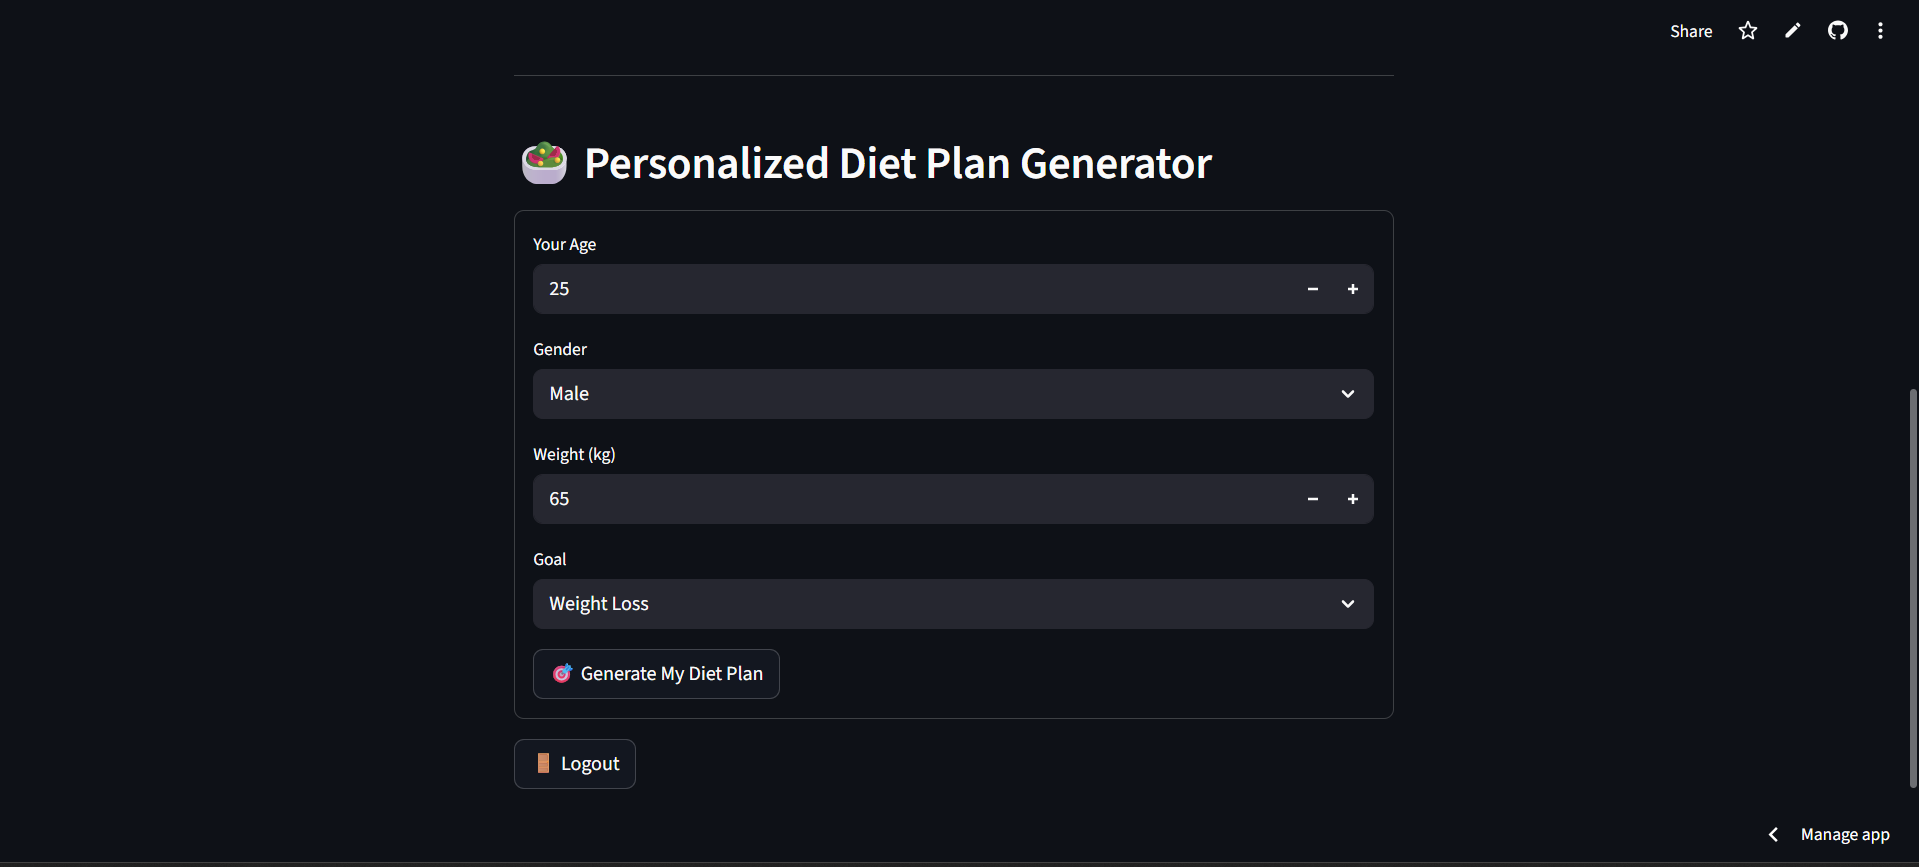 Share
Personalized Diet Plan Generator
Your Age
25
Gender
Male
Weight (kg)
65
Goal
Weight Loss
Generate My Diet Plan
Logout
Manage app